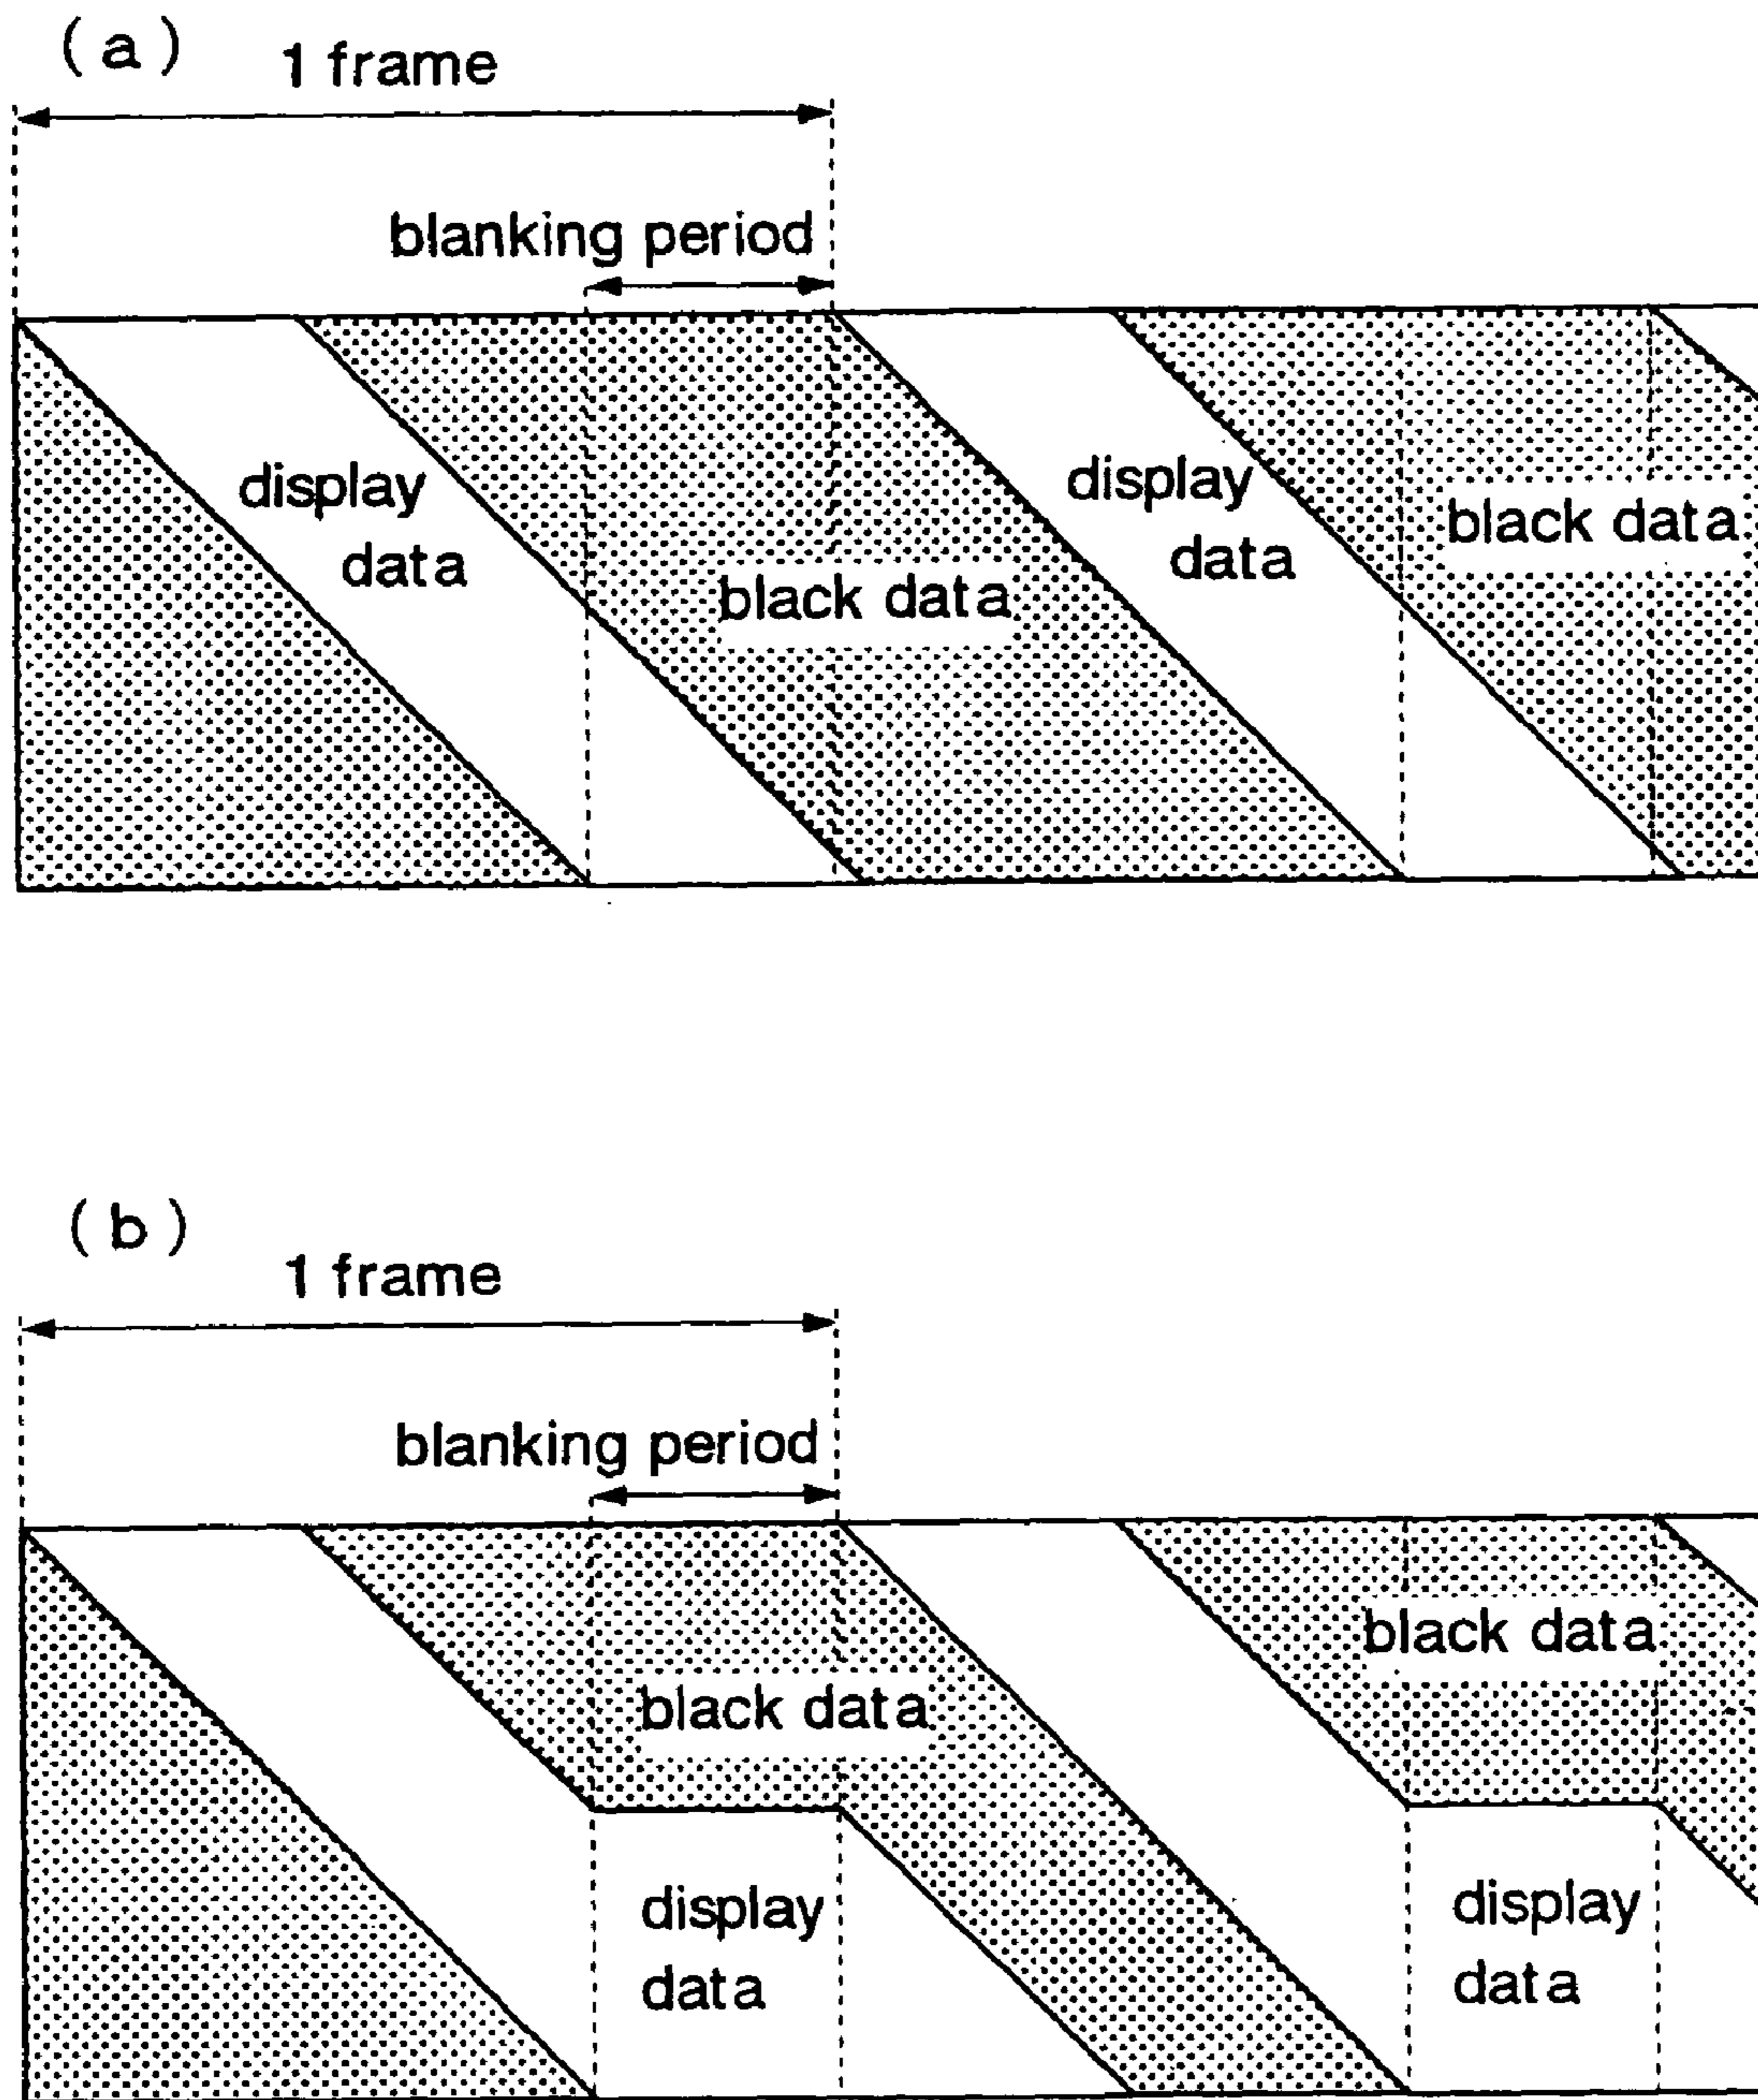 (a)
1 frame
blanking period
display
data
black data
display
data
black data
(b)
1 frame
blanking period
black data
display
data
black data
display
data